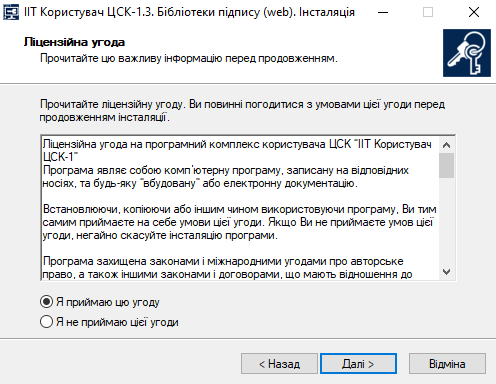 ІІТ Користувач ЦСК-1.3. Бібліотеки підпису (web). Інсталяція
Ліцензійна угода
Прочитайте цю важливу інформацію перед продовженням.
Прочитайте ліцензійну угоду. Ви повинні погодитися з умовами цієї угоди перед
продовженням інсталяції.
Ліцензійна угода на програмний комплекс користувача ЦСК "ІІТ Користувач
ЦСК-1"
Програма являє собою комп'ютерну програму, записану на відповідних
носіях, та будь-яку "вбудовану" або електронну документацію.
Встановлюючи, копіюючи або іншим чином використовуючи програму, Ви тим
самим приймаєте на себе умови цієї угоди. Якщо Ви не приймаєте умов цієї
угоди, негайно скасуйте інсталяцію програми.
Програма захищена законами і міжнародними угодами про авторське
право, а також іншими законами і договорами, що мають відношення до
Я приймаю цю угоду
Я не приймаю цієї угоди
< Назад
Далі >
Відміна